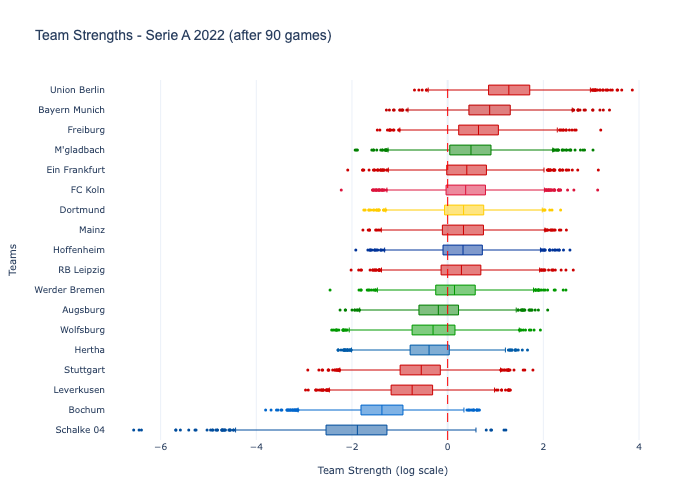 Team Strengths - Serie A 2022 (after 90 games)
Union Berlin
Bayern Munich
Freiburg
M'gladbach
Ein Frankfurt
FC Koln
Dortmund
Mainz
Hoffenheim
RB Leipzig
Werder Bremen
Augsburg
Wolfsburg
Hertha
Stuttgart
Leverkusen
Bochum
Schalke 04
Teams
−6 −4 −2 0 2 4
Team Strength (log scale)